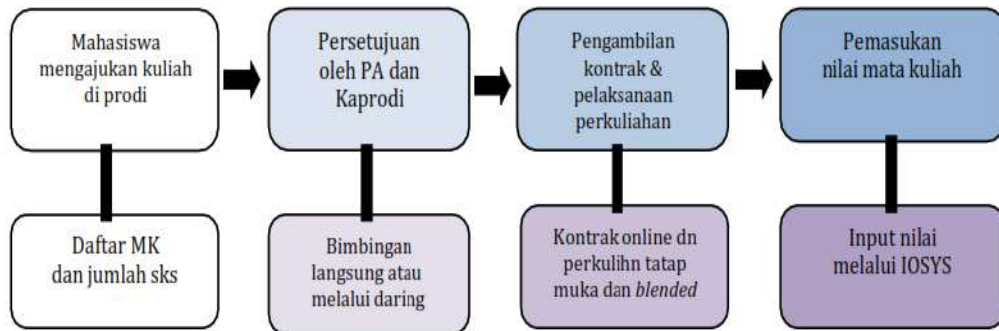 Mahasiswa
mengajukan kuliah
di prodi
Persetujuan
oleh PA dan
Kaprodi
Pengambilan
kontrak &
pelaksanaan
perkuliahan
Pemasukan
nilai mata kuliah
Daftar MK
dan jumlah sks
Bimbingan
langsung atau
melalui daring
Kontrak online dn
perkulihn tatap
muka dan blended
Input nilai
melalui IOSYS